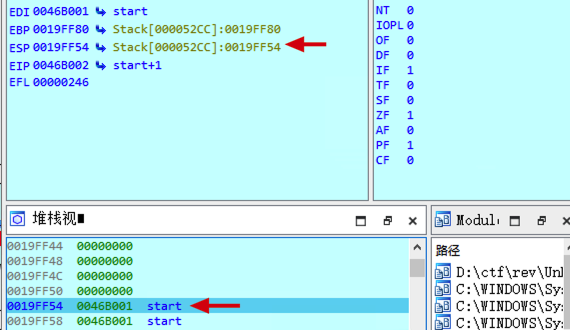 EDI 0046B001 ↳ start
EBP 0019FF80 ↳ Stack[000052CC]:0019FF80
ESP 0019FF54 ↳ Stack[000052CC]:0019FF54
EIP 0046B002 ↳ start+1
EFL 00000246
NT 0
IOPL 0
OF 0
DF 0
IF 1
TF 0
SF 0
ZF 1
AF 0
PF 1
CF 0
堆栈视
0019FF44 00000000
0019FF48 00000000
0019FF4C 00000000
0019FF50 00000000
0019FF54 0046B001 start
0019FF58 0046B001 start
Modul
路径
D:\ctf\rev\Un
C:\WINDOWS\Sys
C:\WINDOWS\Sys
C:\WINDOWS\Sys